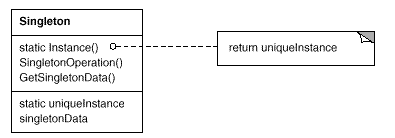 Singleton
static Instance()
SingletonOperation()
GetSingletonData()
static uniqueInstance
singletonData
return uniqueInstance